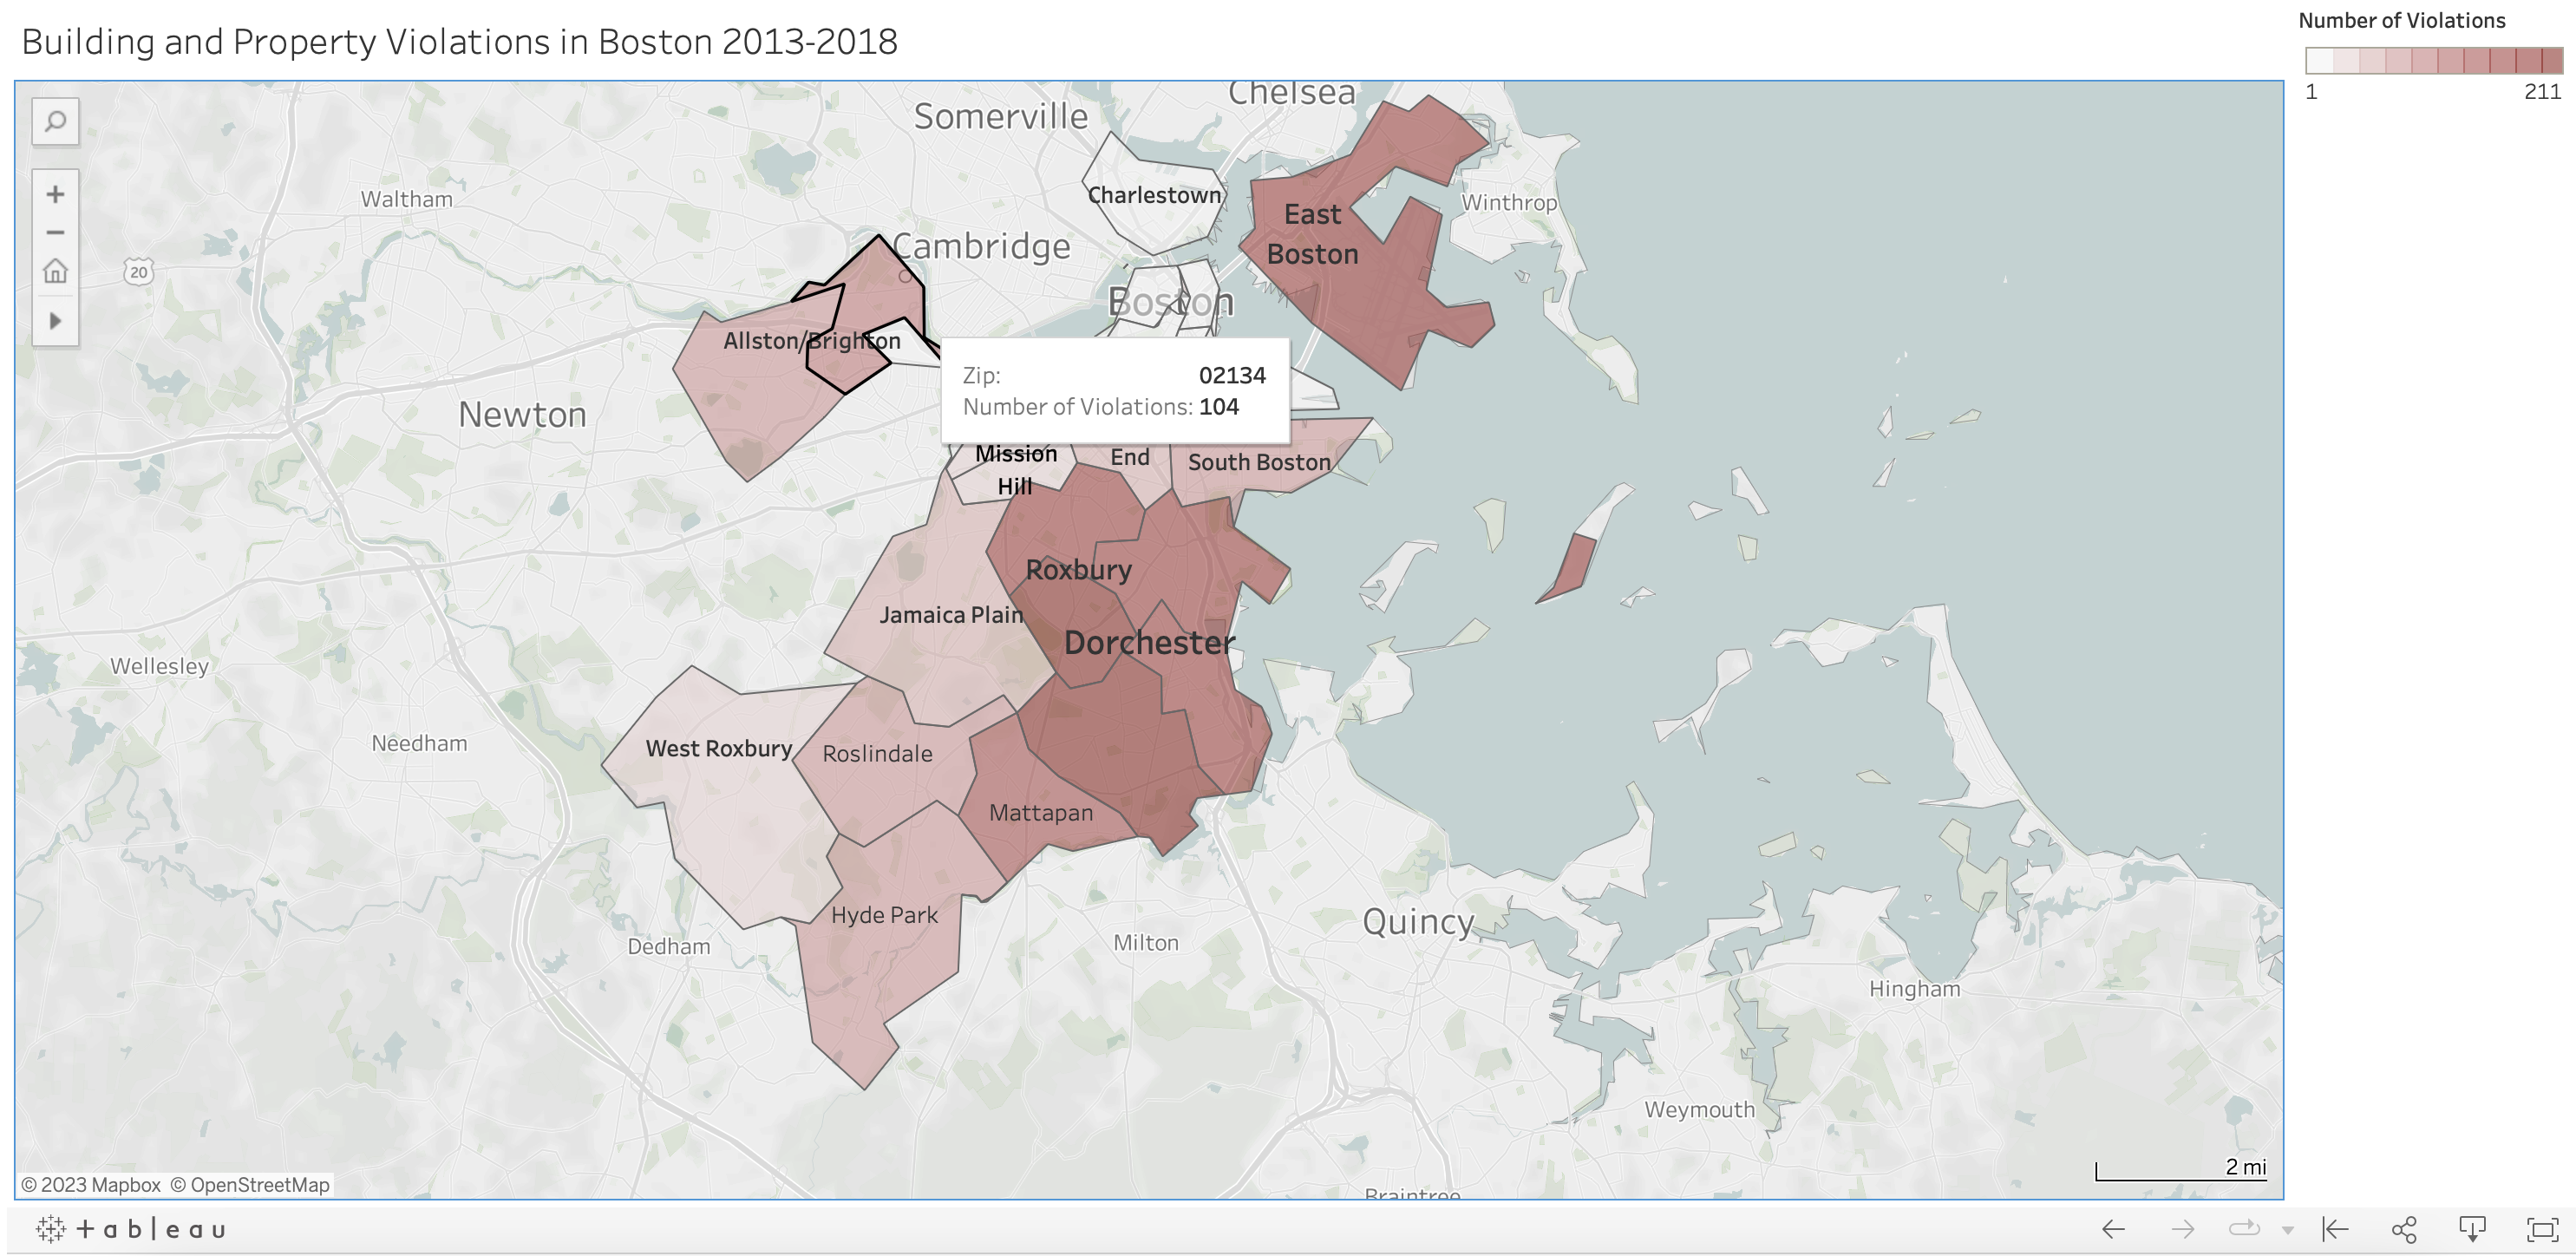 Building and Property Violations in Boston 2013-2018
Number of Violations
1
211
Chelsea
Somerville
Charlestown
Waltham
East
Boston
Winthrop
Cambridge
20
Boston
Allston/Brighton
Zip: 02134
Number of Violations: 104
Newton
Mission
Hill
End
South Boston
Roxbury
Jamaica Plain
Dorchester
Wellesley
Needham
West Roxbury
Roslindale
Mattapan
Hyde Park
Quincy
Dedham
Milton
Hingham
Weymouth
2 mi
© 2023 Mapbox © OpenStreetMap
Braintree
+ a b | e a u